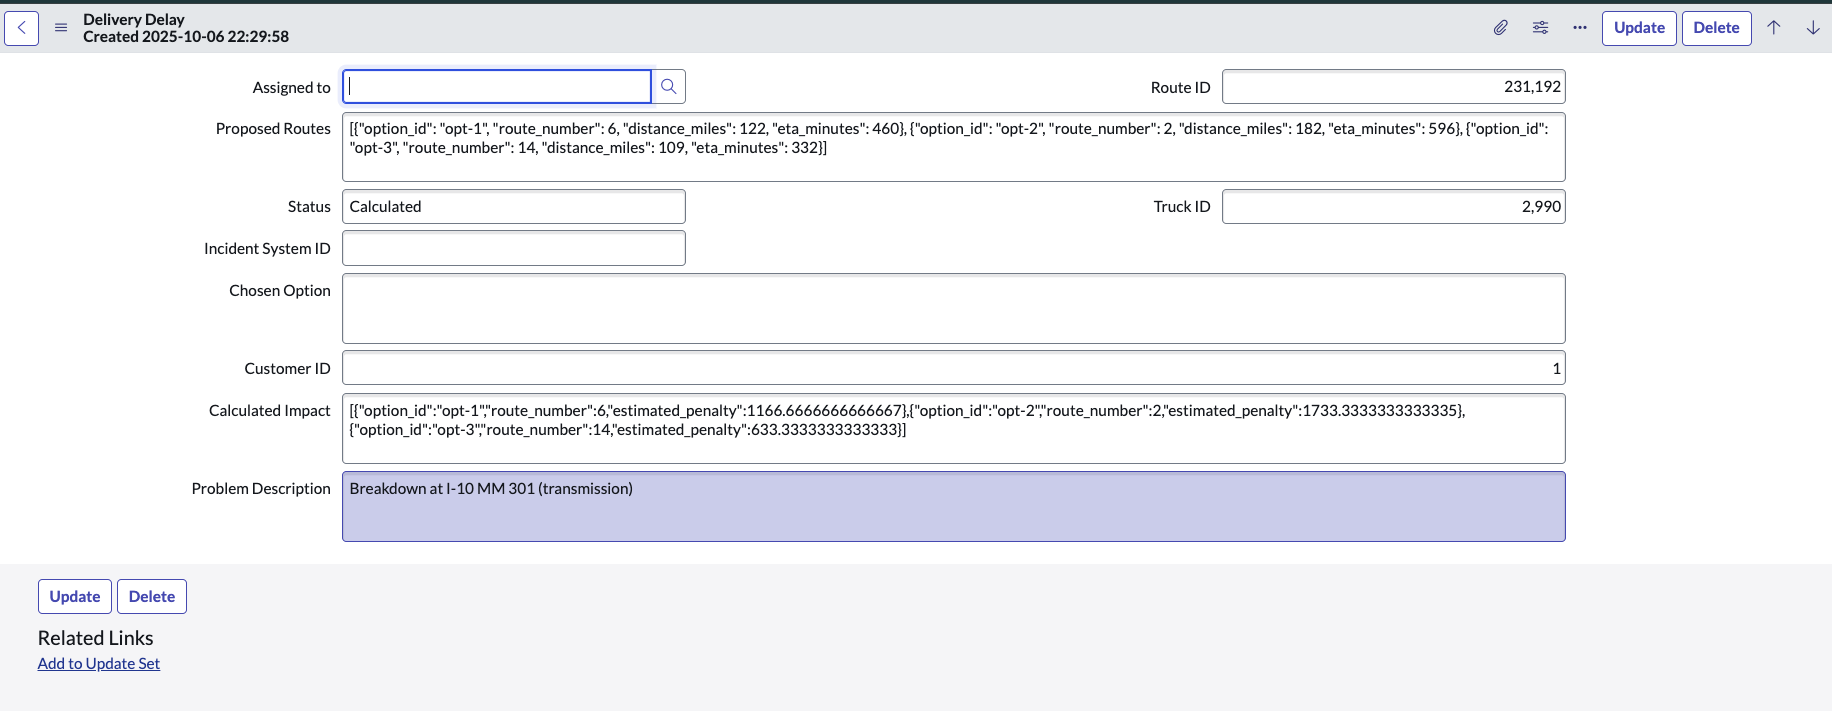 Delivery Delay
Created 2025-10-06 22:29:58
Update
Delete
Assigned to
Route ID
231,192
Proposed Routes
[{"option_id": "opt-1", "route_number": 6, "distance_miles": 122, "eta_minutes": 460}, {"option_id": "opt-2", "route_number": 2, "distance_miles": 182, "eta_minutes": 596}, {"option_id":
"opt-3", "route_number": 14, "distance_miles": 109, "eta_minutes": 332}]
Status
Calculated
Truck ID
2,990
Incident System ID
Chosen Option
Customer ID
1
Calculated Impact
[{"option_id":"opt-1","route_number":6,"estimated_penalty":1166.6666666666667},{"option_id":"opt-2","route_number":2,"estimated_penalty":1733.3333333333335},
{"option_id":"opt-3","route_number":14,"estimated_penalty":633.3333333333333}]
Problem Description
Breakdown at I-10 MM 301 (transmission)
Update
Delete
Related Links
Add to Update Set